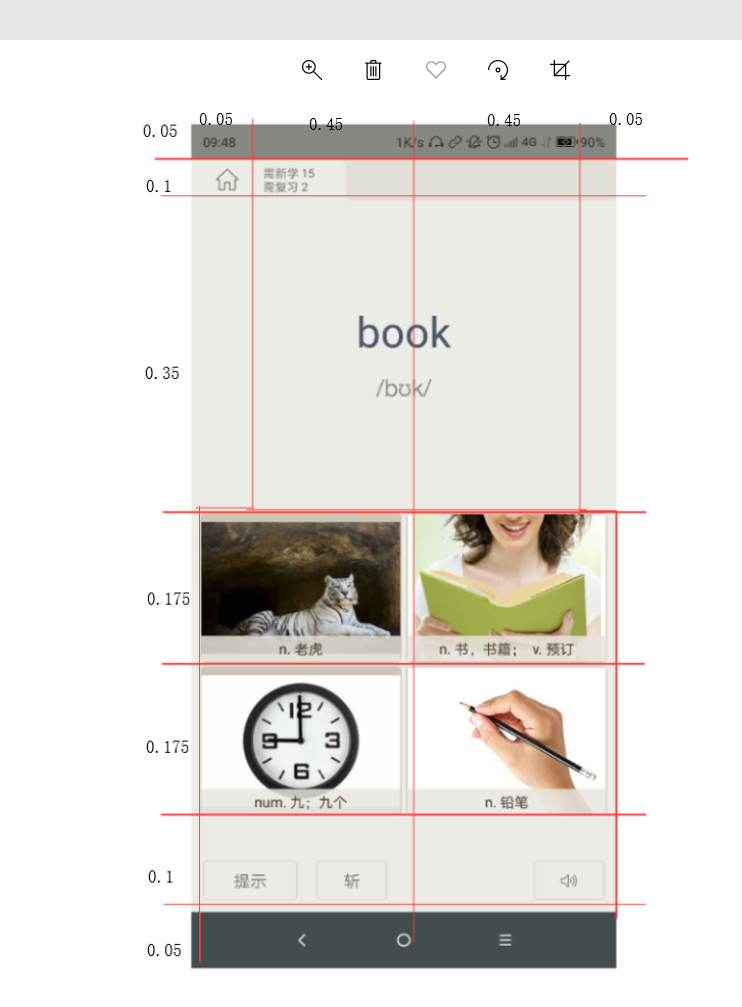 0.05 0.45 0.45 0.05
0.05
09:48 1K/s 4G 90%
0.1
需新学 15
需复习 2
book
0.35
/bʊk/
12
9 3
6
0.175
n. 老虎
n. 书，书籍； v. 预订
0.175
num. 九；九个
n. 铅笔
0.1
提示 斩
0.05